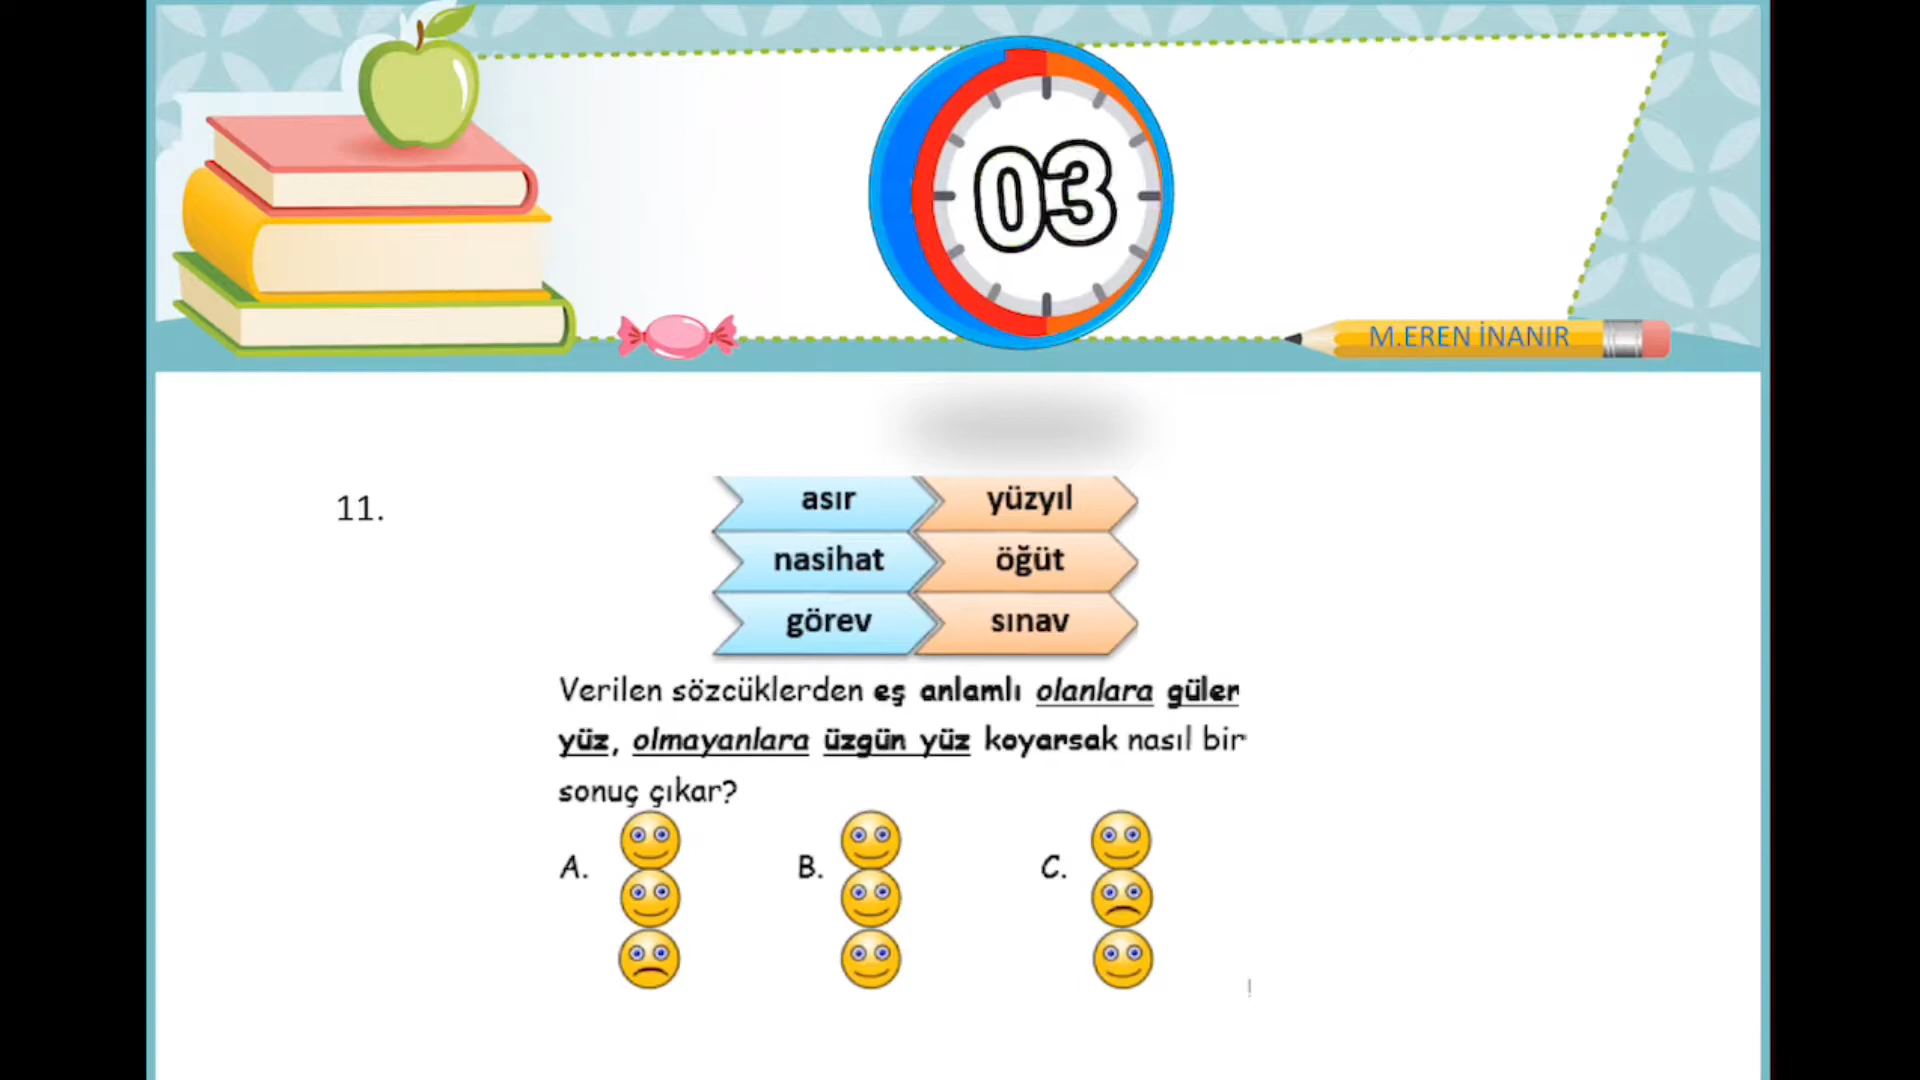 03
M.EREN İNANIR
11.
asır yüzyıl
nasihat öğüt
görev sınav
Verilen sözcüklerden eş anlamlı olanlara güler
yüz, olmayanlara üzgün yüz koyarsak nasıl bir
sonuç çıkar?
A. B. C.